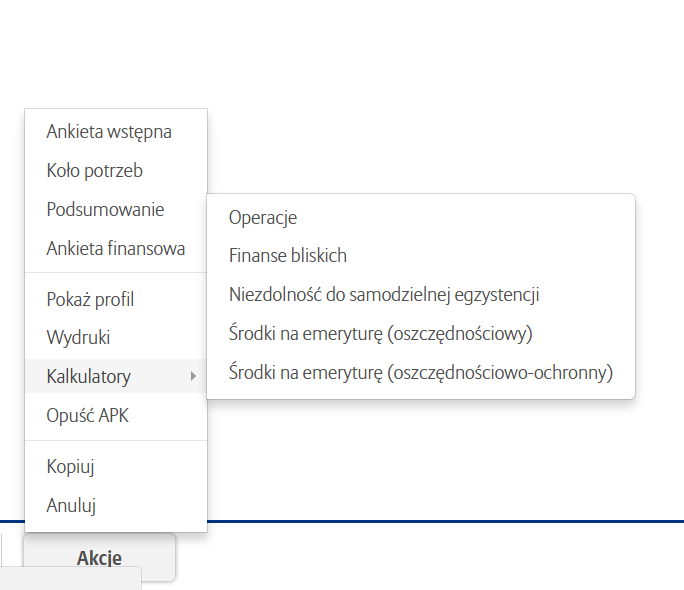 Ankieta wstępna
Koło potrzeb
Podsumowanie
Ankieta finansowa
Pokaż profil
Wydruki
Kalkulatory
Opuść APK
Kopiuj
Anuluj
Operacje
Finanse bliskich
Niezdolność do samodzielnej egzystencji
Środki na emeryturę (oszczędnościowy)
Środki na emeryturę (oszczędnościowo-ochronny)
Akcje